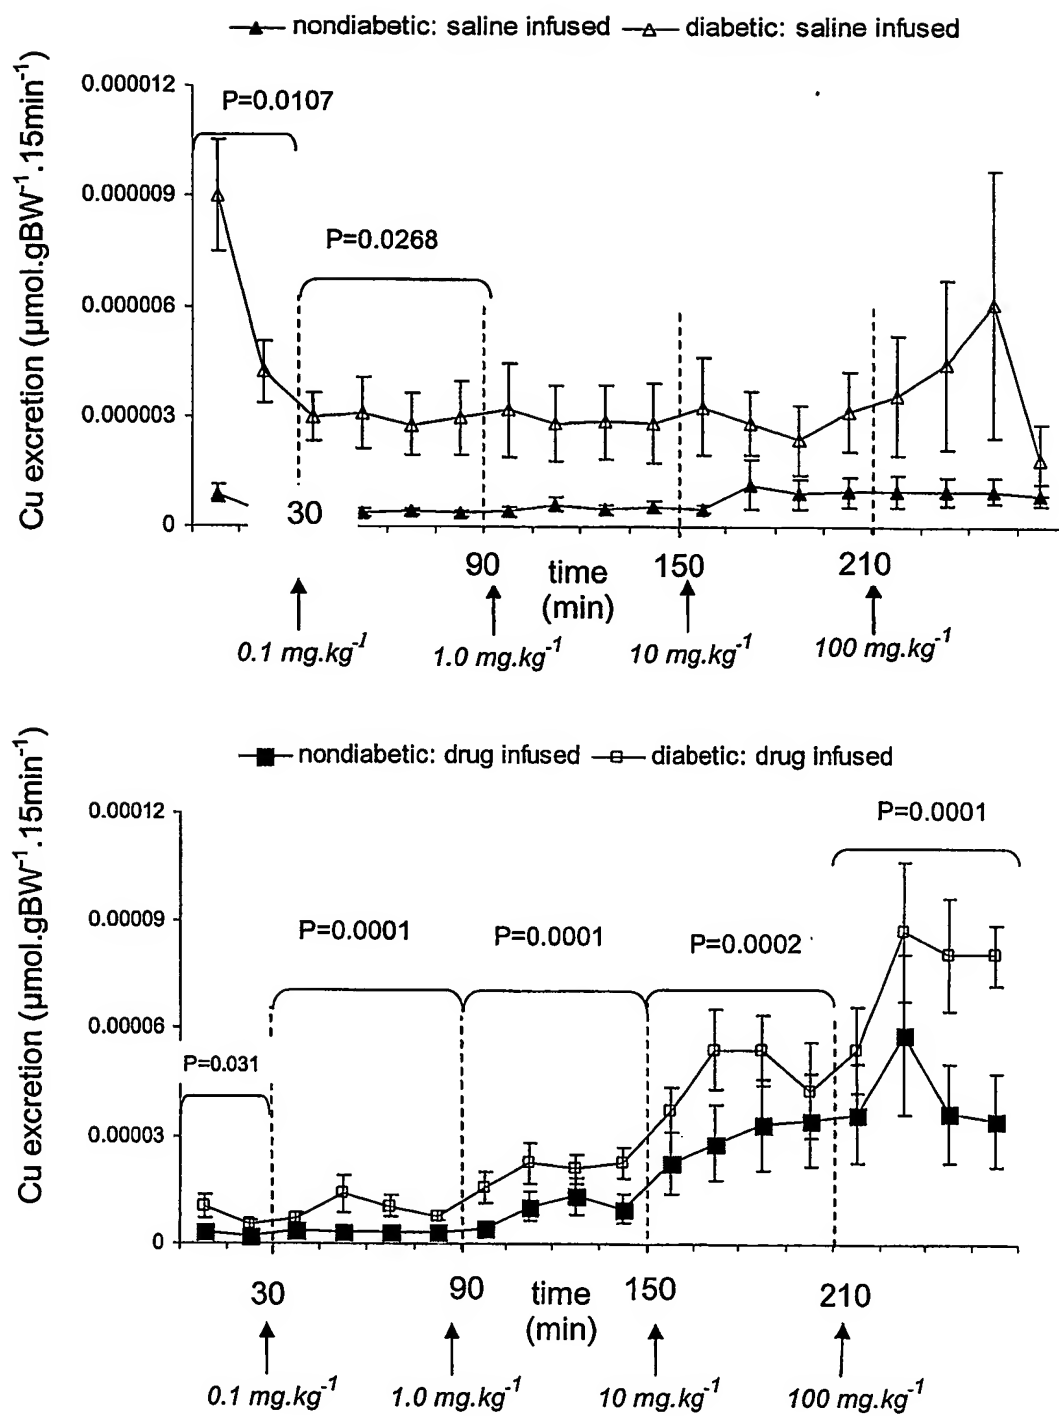 nondiabetic: saline infused diabetic: saline infused
Cu excretion (µmol.gBW⁻¹.15min⁻¹)
0.000012
P=0.0107
0.000009
P=0.0268
0.000006
0.000003
0
30
90 time 150 210
(min)
0.1 mg.kg⁻¹ 1.0 mg.kg⁻¹ 10 mg.kg⁻¹ 100 mg.kg⁻¹
nondiabetic: drug infused diabetic: drug infused
Cu excretion (µmol.gBW⁻¹.15min⁻¹)
0.00012
P=0.0001
0.00009
P=0.0001 P=0.0001 P=0.0002
0.00006
P=0.031
0.00003
0
30 90 time 150 210
(min)
0.1 mg.kg⁻¹ 1.0 mg.kg⁻¹ 10 mg.kg⁻¹ 100 mg.kg⁻¹